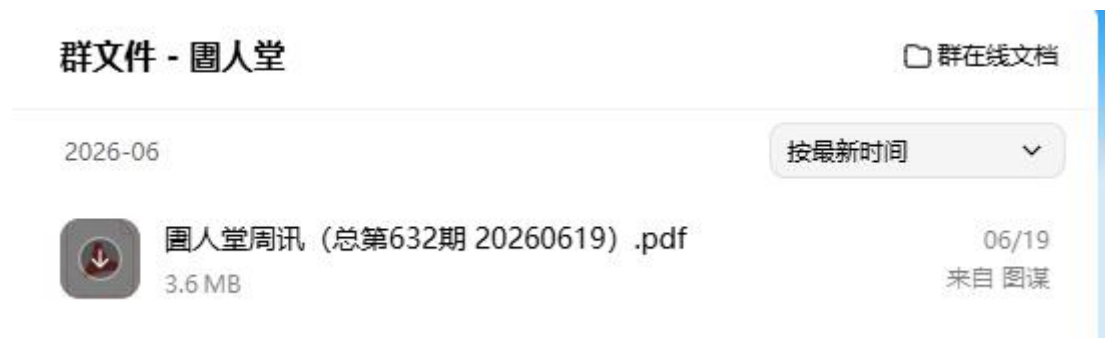 群文件 - 圕人堂
群在线文档
2026-06
按最新时间
圕人堂周讯（总第632期 20260619）.pdf
06/19
3.6 MB
来自 图谋